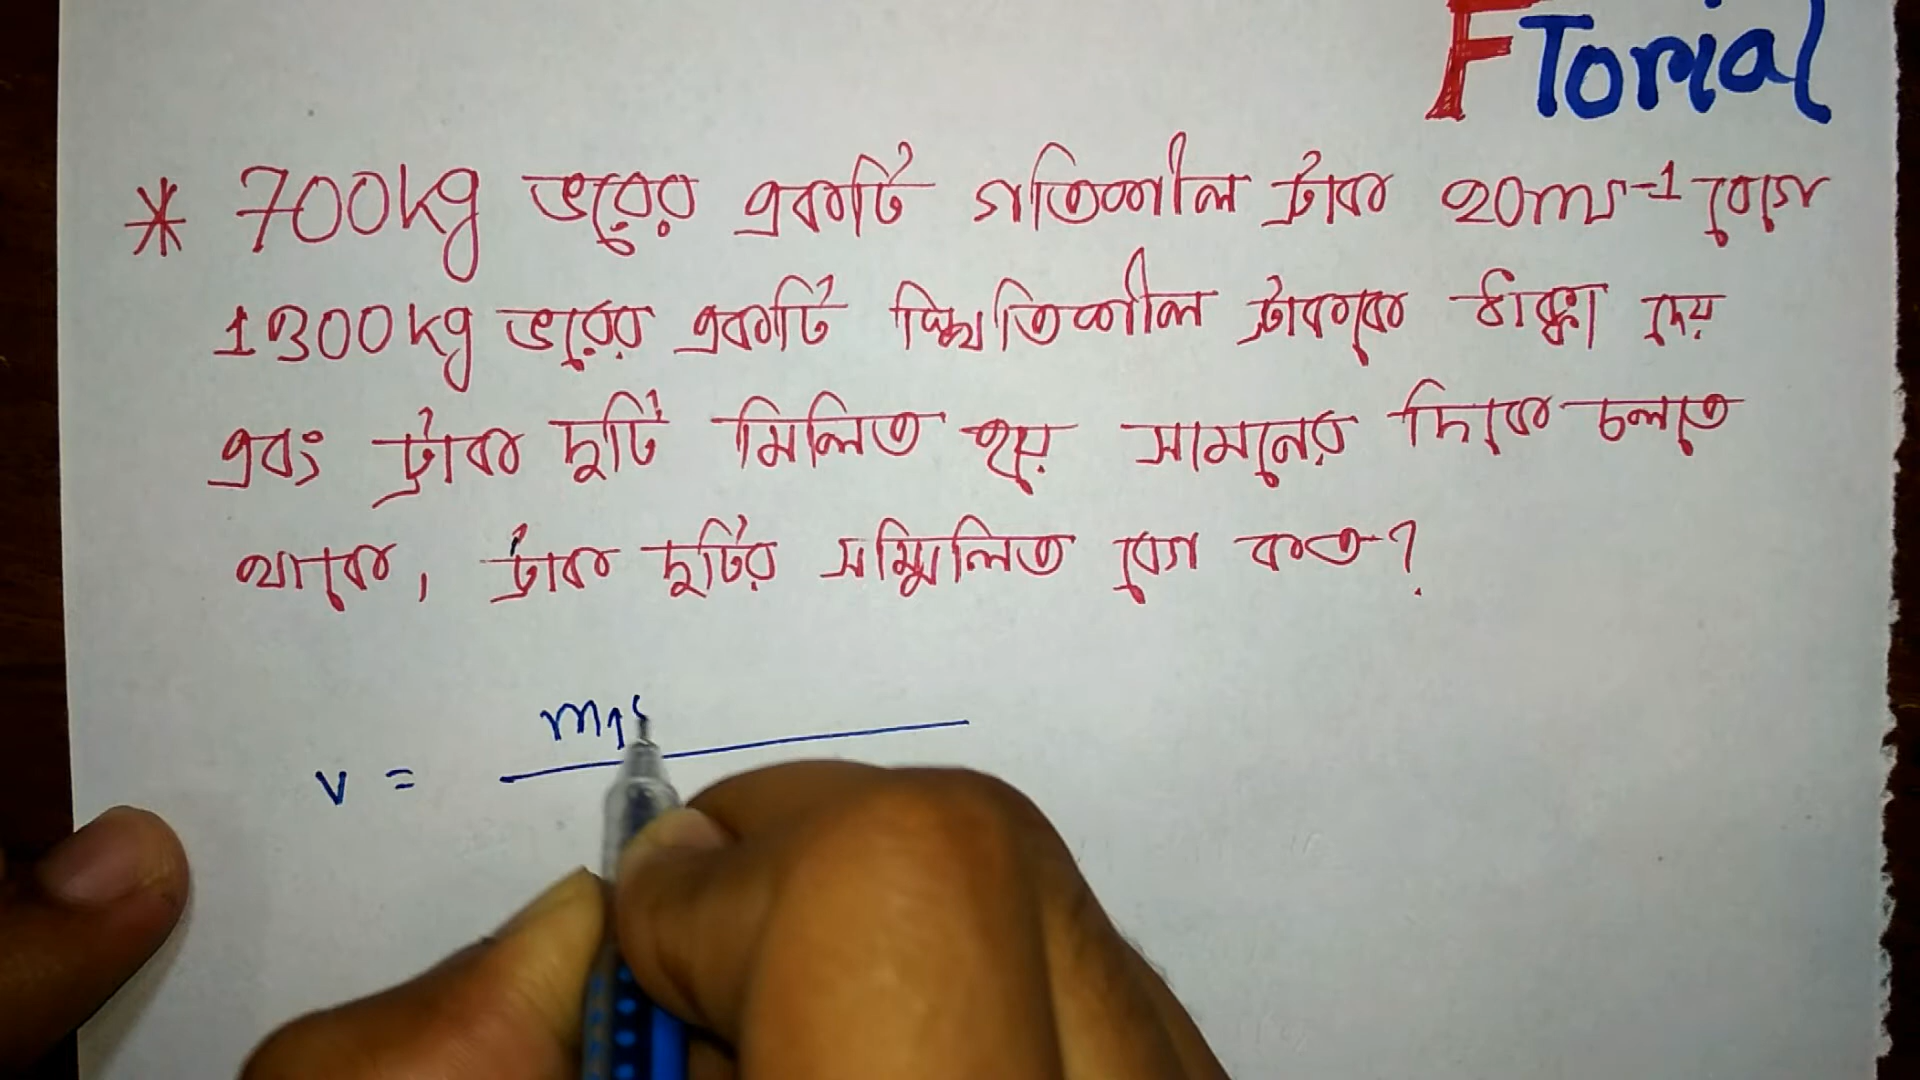 FTorial
* 700kg ভরের একটি গতিশীল ট্রাক 20ms⁻¹ বেগে
1300kg ভরের একটি স্থিতিশীল ট্রাককে ধাক্কা দেয়
এবং ট্রাক দুটি মিলিত হয়ে সামনের দিকে চলতে
থাকে, ট্রাক দুটির সম্মিলিত বেগ কত?
m₁
v =